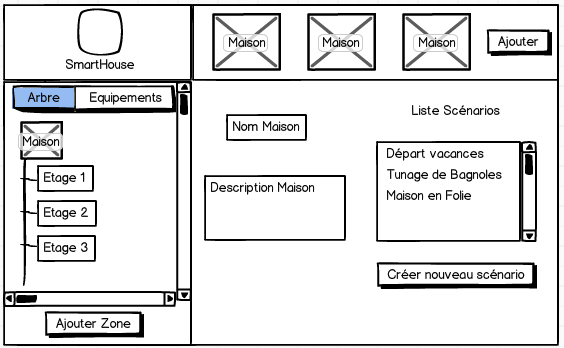 SmartHouse
Maison
Maison
Maison
Ajouter
Arbre
Equipements
Maison
Etage 1
Etage 2
Etage 3
Ajouter Zone
Nom Maison
Description Maison
Liste Scénarios
Départ vacances
Tunage de Bagnoles
Maison en Folie
Créer nouveau scénario